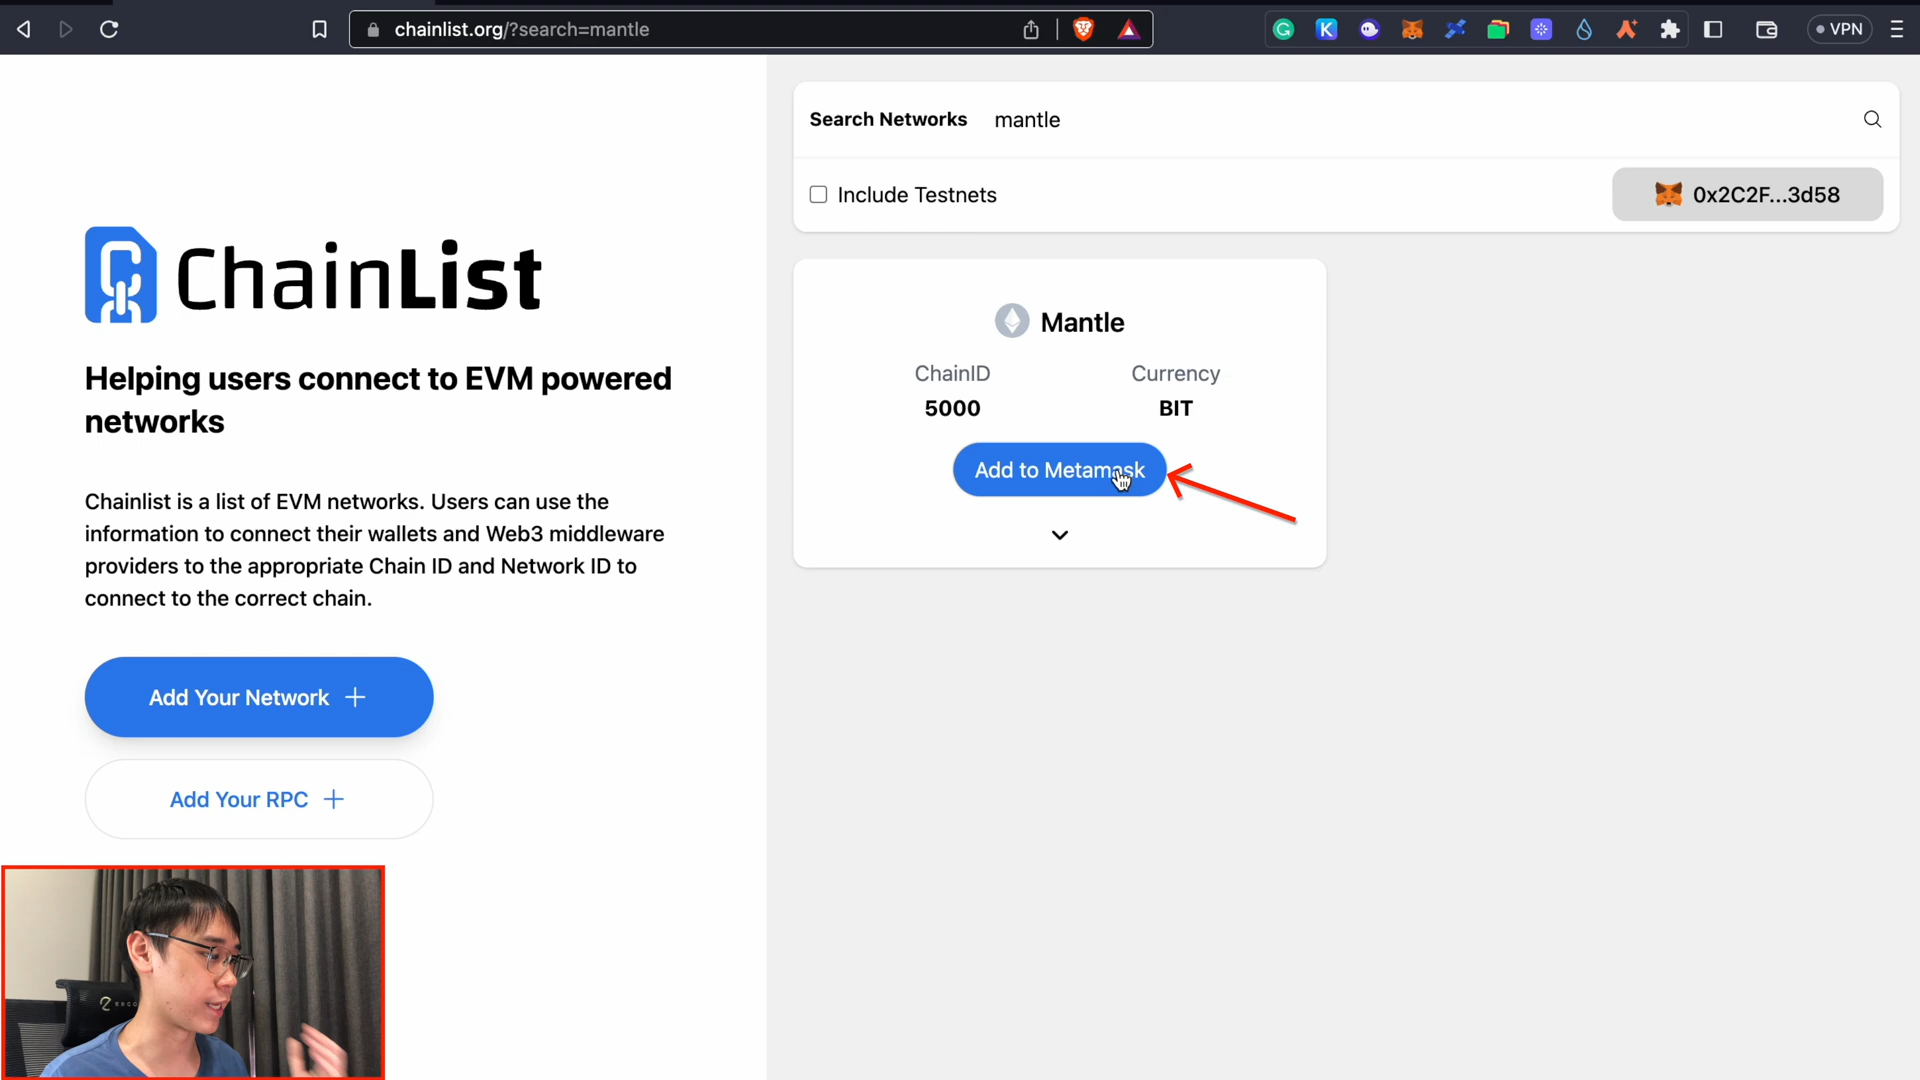 chainlist.org/?search=mantle
VPN
Search Networks mantle
Include Testnets
0x2C2F...3d58
ChainList
Helping users connect to EVM powered
networks
Chainlist is a list of EVM networks. Users can use the
information to connect their wallets and Web3 middleware
providers to the appropriate Chain ID and Network ID to
connect to the correct chain.
Add Your Network +
Add Your RPC +
Mantle
ChainID Currency
5000 BIT
Add to Metamask